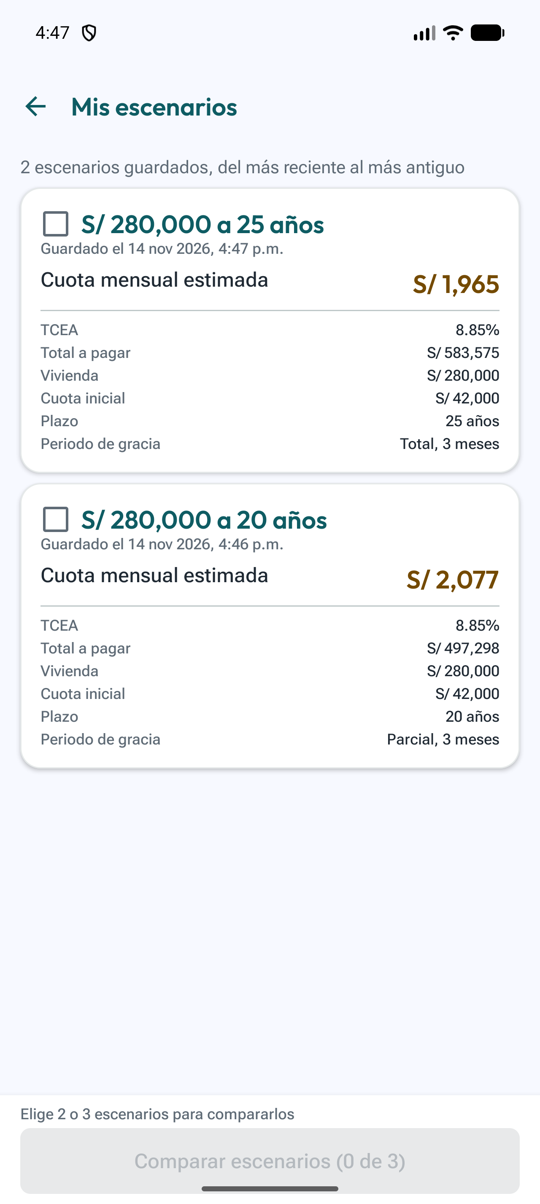 4:47
Mis escenarios
2 escenarios guardados, del más reciente al más antiguo
S/ 280,000 a 25 años
Guardado el 14 nov 2026, 4:47 p.m.
Cuota mensual estimada S/ 1,965
TCEA 8.85%
Total a pagar S/ 583,575
Vivienda S/ 280,000
Cuota inicial S/ 42,000
Plazo 25 años
Periodo de gracia Total, 3 meses
S/ 280,000 a 20 años
Guardado el 14 nov 2026, 4:46 p.m.
Cuota mensual estimada S/ 2,077
TCEA 8.85%
Total a pagar S/ 497,298
Vivienda S/ 280,000
Cuota inicial S/ 42,000
Plazo 20 años
Periodo de gracia Parcial, 3 meses
Elige 2 o 3 escenarios para compararlos
Comparar escenarios (0 de 3)